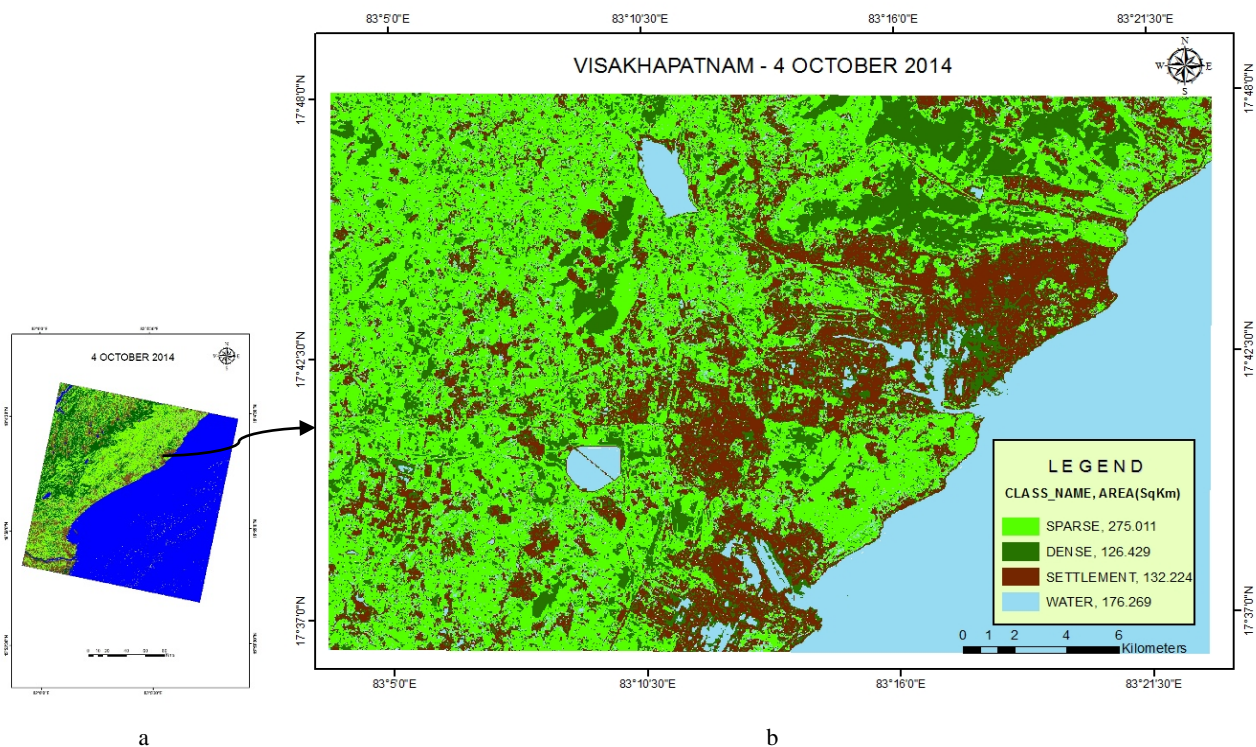 83°5'0"E 83°10'30"E 83°16'0"E 83°21'30"E
VISAKHAPATNAM - 4 OCTOBER 2014
N
W E
S
17°48'0"N
17°48'0"N
17°42'30"N
17°42'30"N
17°37'0"N
17°37'0"N
LEGEND
CLASS_NAME, AREA(SqKm)
SPARSE, 275.011
DENSE, 126.429
SETTLEMENT, 132.224
WATER, 176.269
0 1 2 4 6
Kilometers
83°5'0"E 83°10'30"E 83°16'0"E 83°21'30"E
4 OCTOBER 2014
a
b